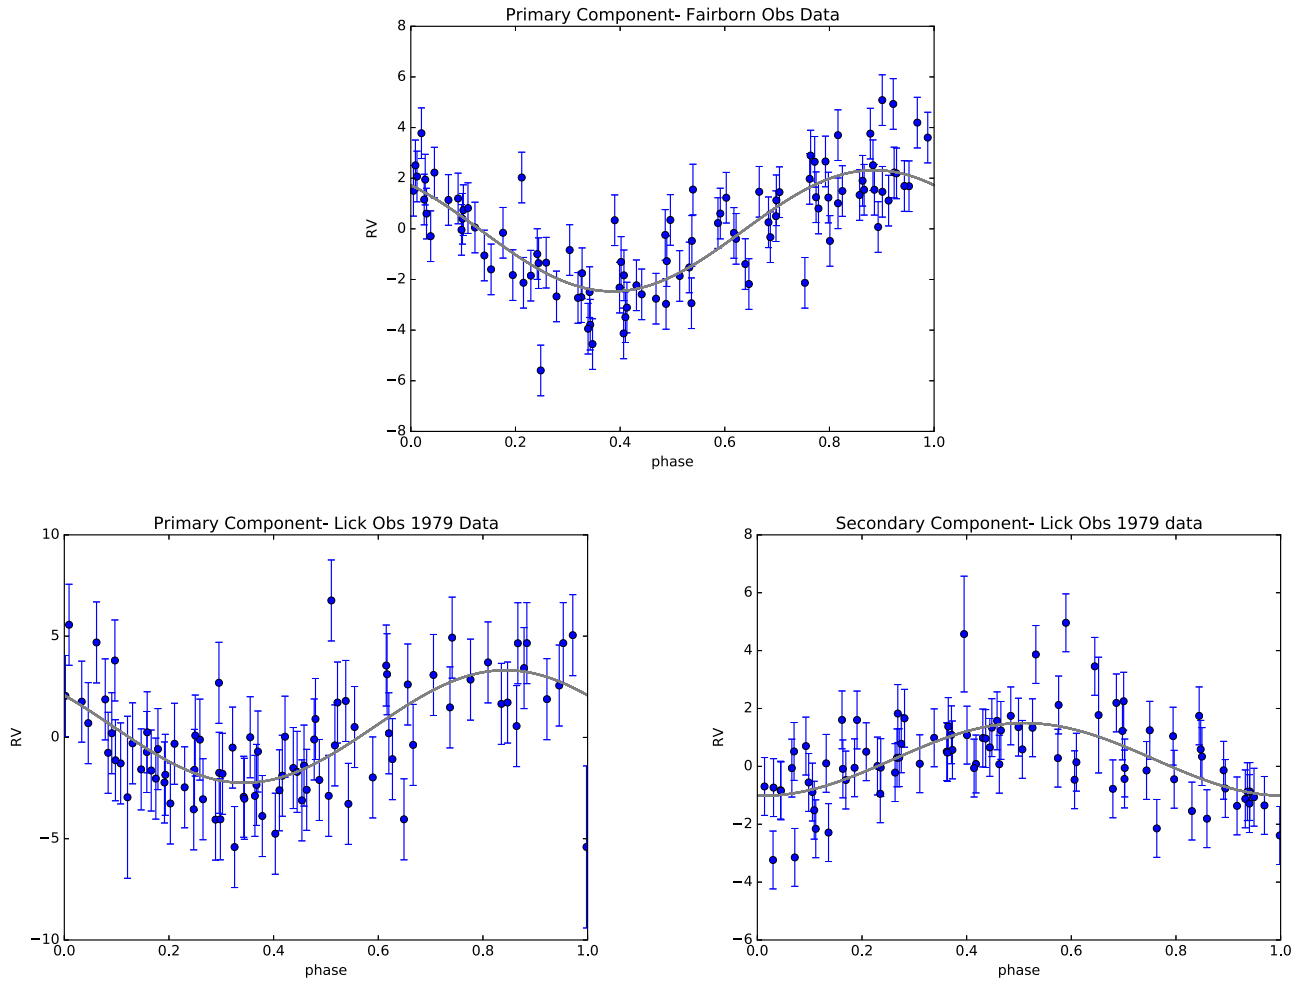 Primary Component- Fairborn Obs Data
8
6
4
2
0
−2
−4
−6
−8
RV
0.0 0.2 0.4 0.6 0.8 1.0
phase
Primary Component- Lick Obs 1979 Data
10
5
0
−5
−10
RV
0.0 0.2 0.4 0.6 0.8 1.0
phase
Secondary Component- Lick Obs 1979 data
8
6
4
2
0
−2
−4
−6
RV
0.0 0.2 0.4 0.6 0.8 1.0
phase